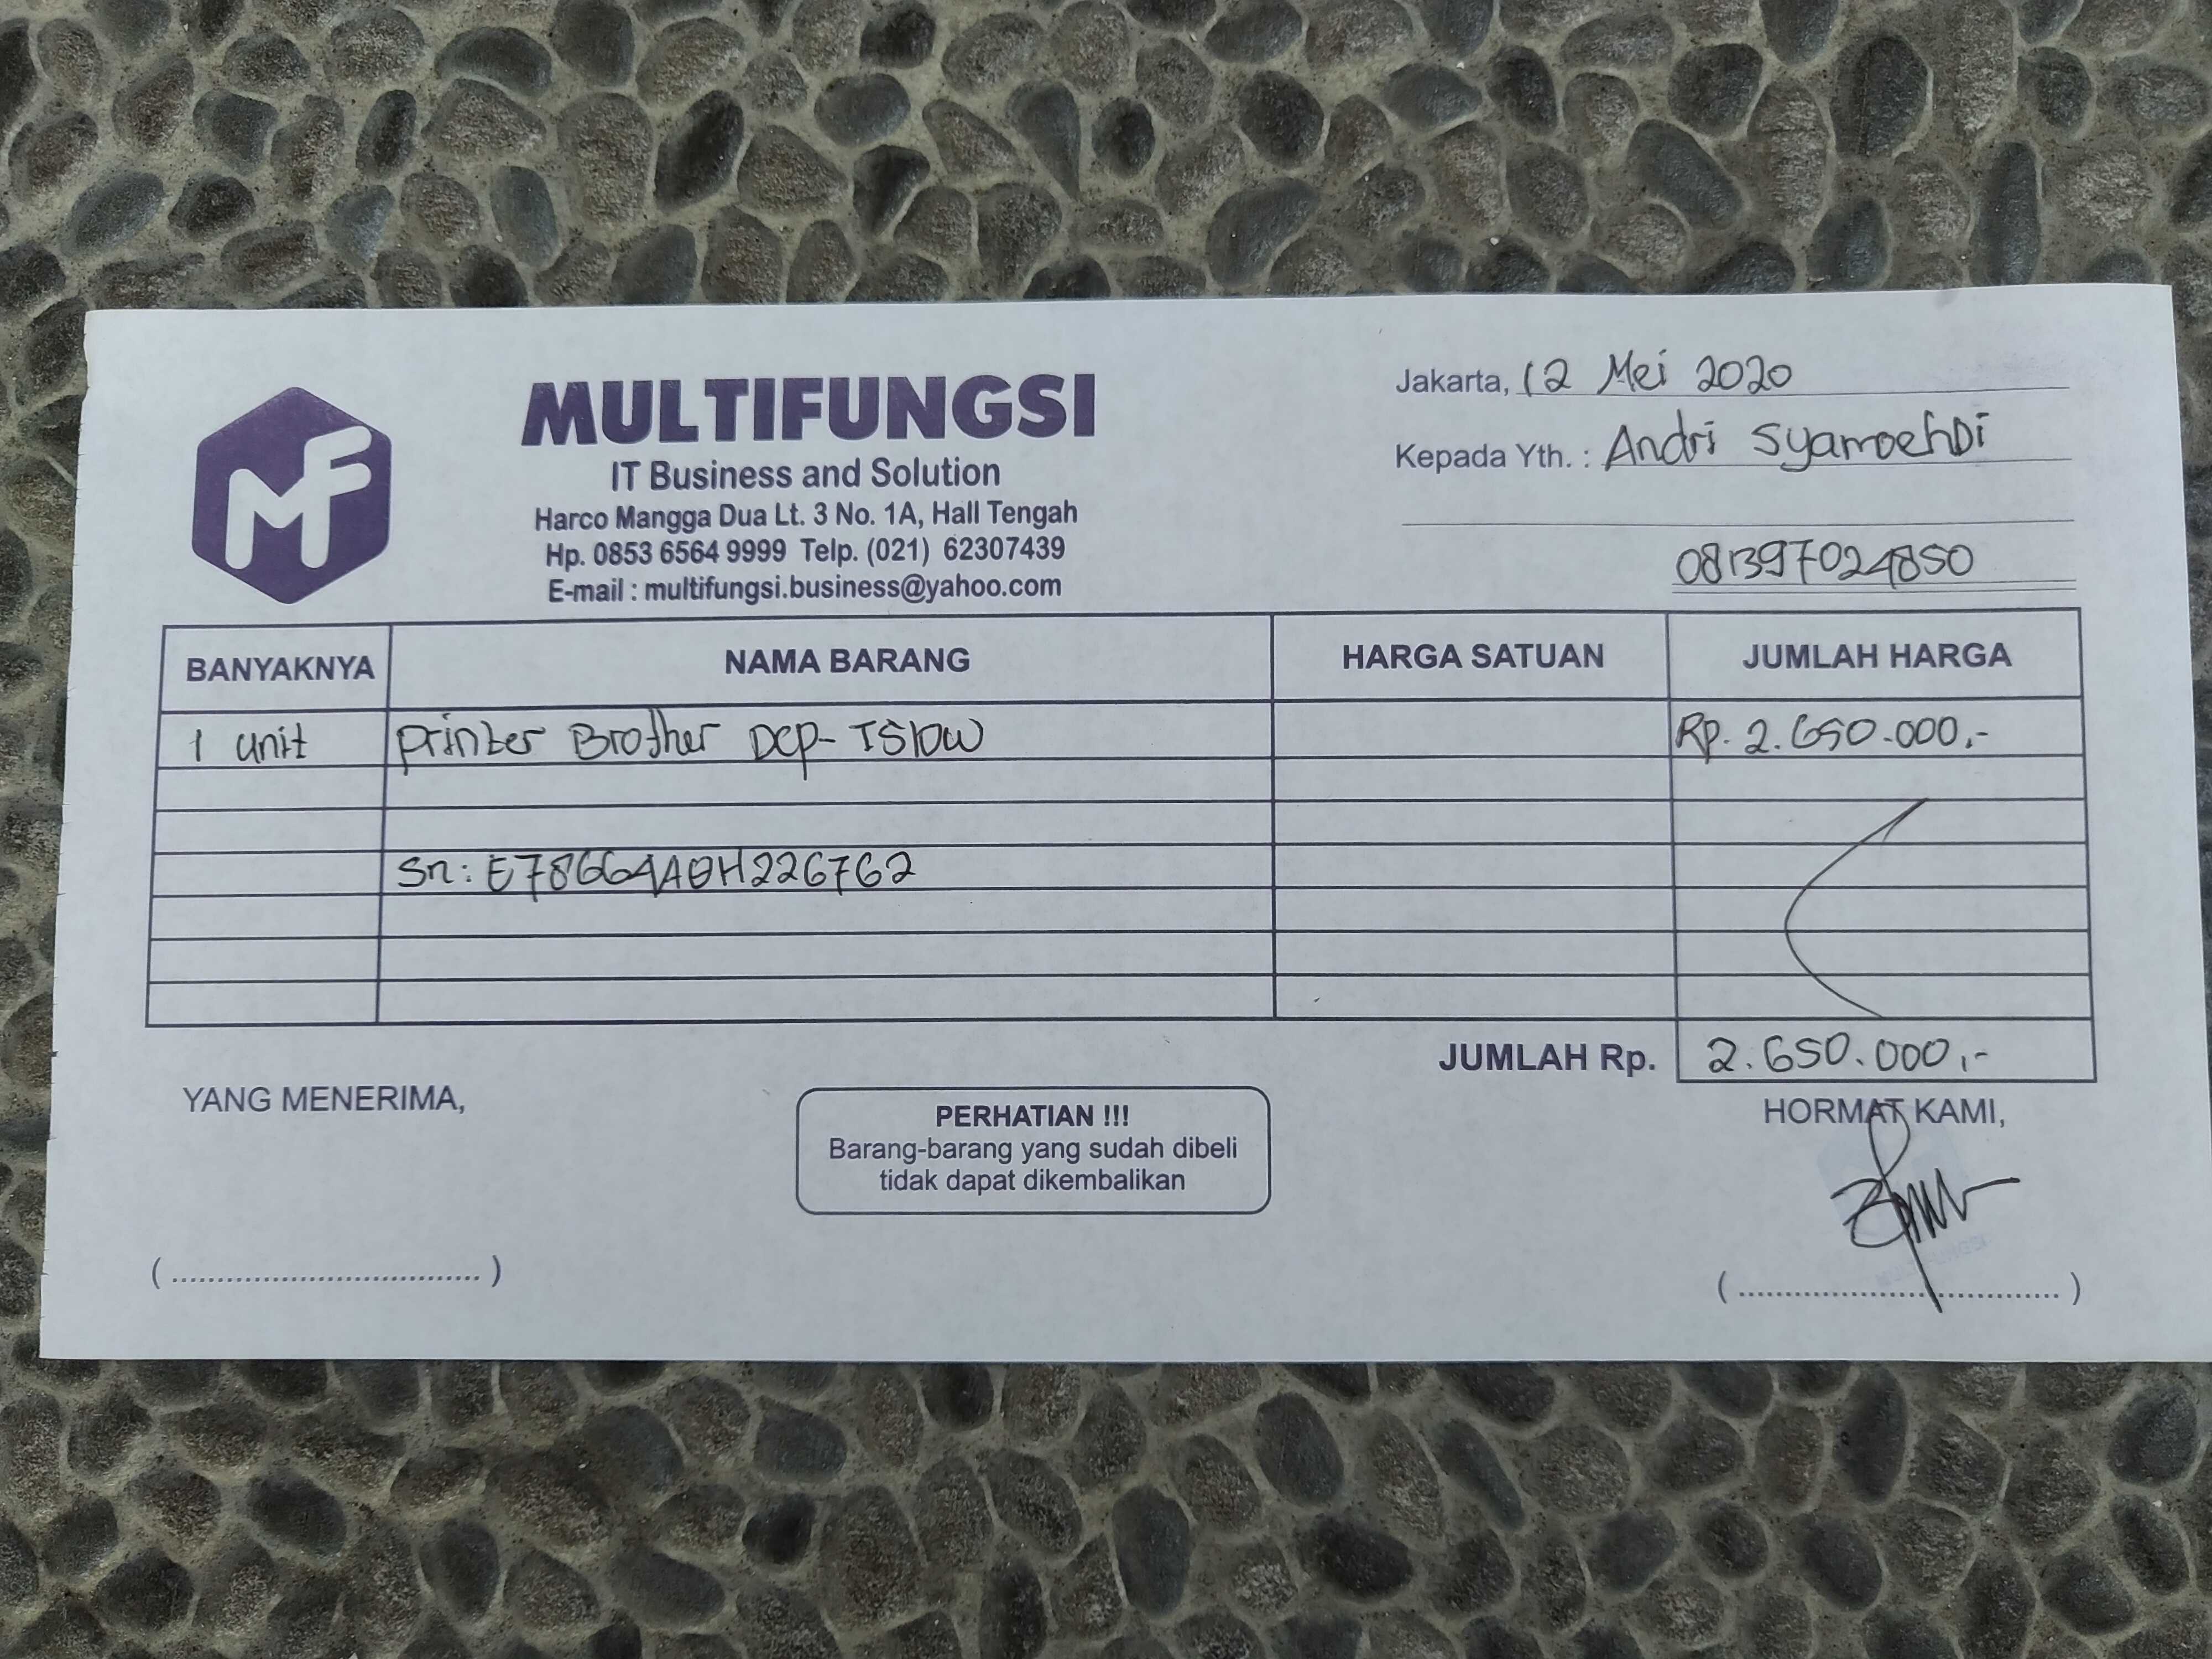 MF
MULTIFUNGSI
IT Business and Solution
Harco Mangga Dua Lt. 3 No. 1A, Hall Tengah
Hp. 0853 6564 9999 Telp. (021) 62307439
E-mail : multifungsi.business@yahoo.com
Jakarta, 12 Mei 2020
Kepada Yth. : Andri Syamoehdi
081397024850
BANYAKNYA NAMA BARANG HARGA SATUAN JUMLAH HARGA
1 unit Printer Brother DCP-T510W Rp. 2.650.000,-
Sn: E78664A0H226762
JUMLAH Rp. 2.650.000,-
YANG MENERIMA,
PERHATIAN !!!
Barang-barang yang sudah dibeli
tidak dapat dikembalikan
HORMAT KAMI,
(..................................)
(..................................)